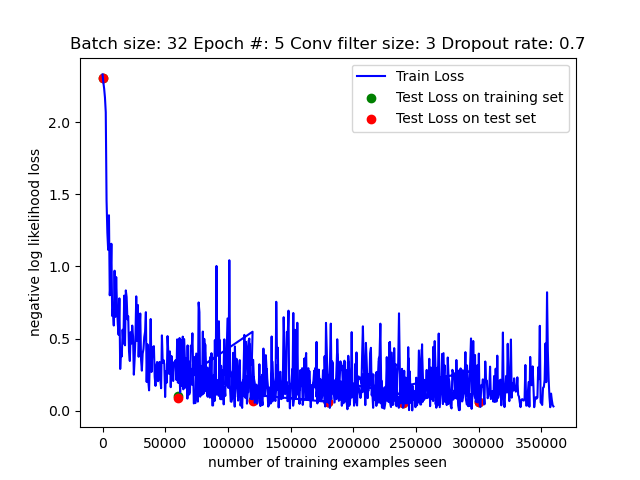 Batch size: 32 Epoch #: 5 Conv filter size: 3 Dropout rate: 0.7
Train Loss
Test Loss on training set
Test Loss on test set
negative log likelihood loss
2.0
1.5
1.0
0.5
0.0
0 50000 100000 150000 200000 250000 300000 350000
number of training examples seen